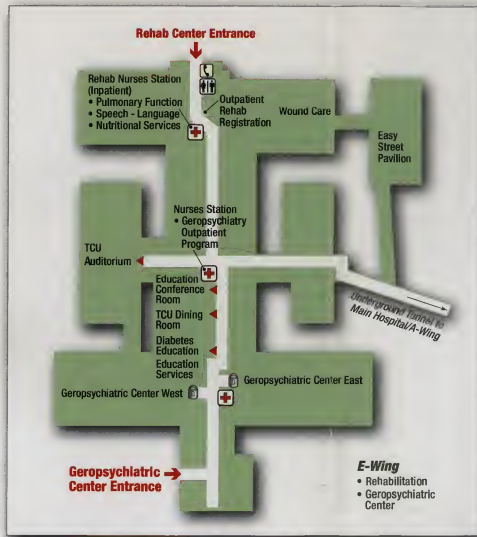 Rehab Center Entrance
Rehab Nurses Station
(Inpatient)
• Pulmonary Function
• Speech - Language
• Nutritional Services
Outpatient
Rehab
Registration
Wound Care
Easy
Street
Pavilion
Nurses Station
• Geropsychiatry
Outpatient
Program
TCU
Auditorium
Education
Conference
Room
TCU Dining
Room
Diabetes
Education
Education
Services
Underground Tunnel to
Main Hospital/A-Wing
Geropsychiatric Center East
Geropsychiatric Center West
Geropsychiatric
Center Entrance
E-Wing
• Rehabilitation
• Geropsychiatric
Center